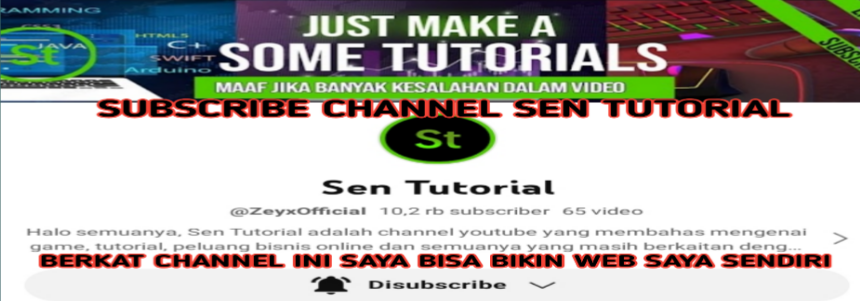 JUST MAKE A
SOME TUTORIALS
MAAF JIKA BANYAK KESALAHAN DALAM VIDEO
RAMMING
CSS3
JAVA
HTML5
C+
SWIFT
Arduino
St
SUBSCRIBE CHANNEL SEN TUTORIAL
St
Sen Tutorial
@ZeyxOfficial 10,2 rb subscriber 65 video
Halo semuanya, Sen Tutorial adalah channel youtube yang membahas mengenai
game, tutorial, peluang bisnis online dan semuanya yang masih berkaitan deng...
BERKAT CHANNEL INI SAYA BISA BIKIN WEB SAYA SENDIRI
Disubscribe